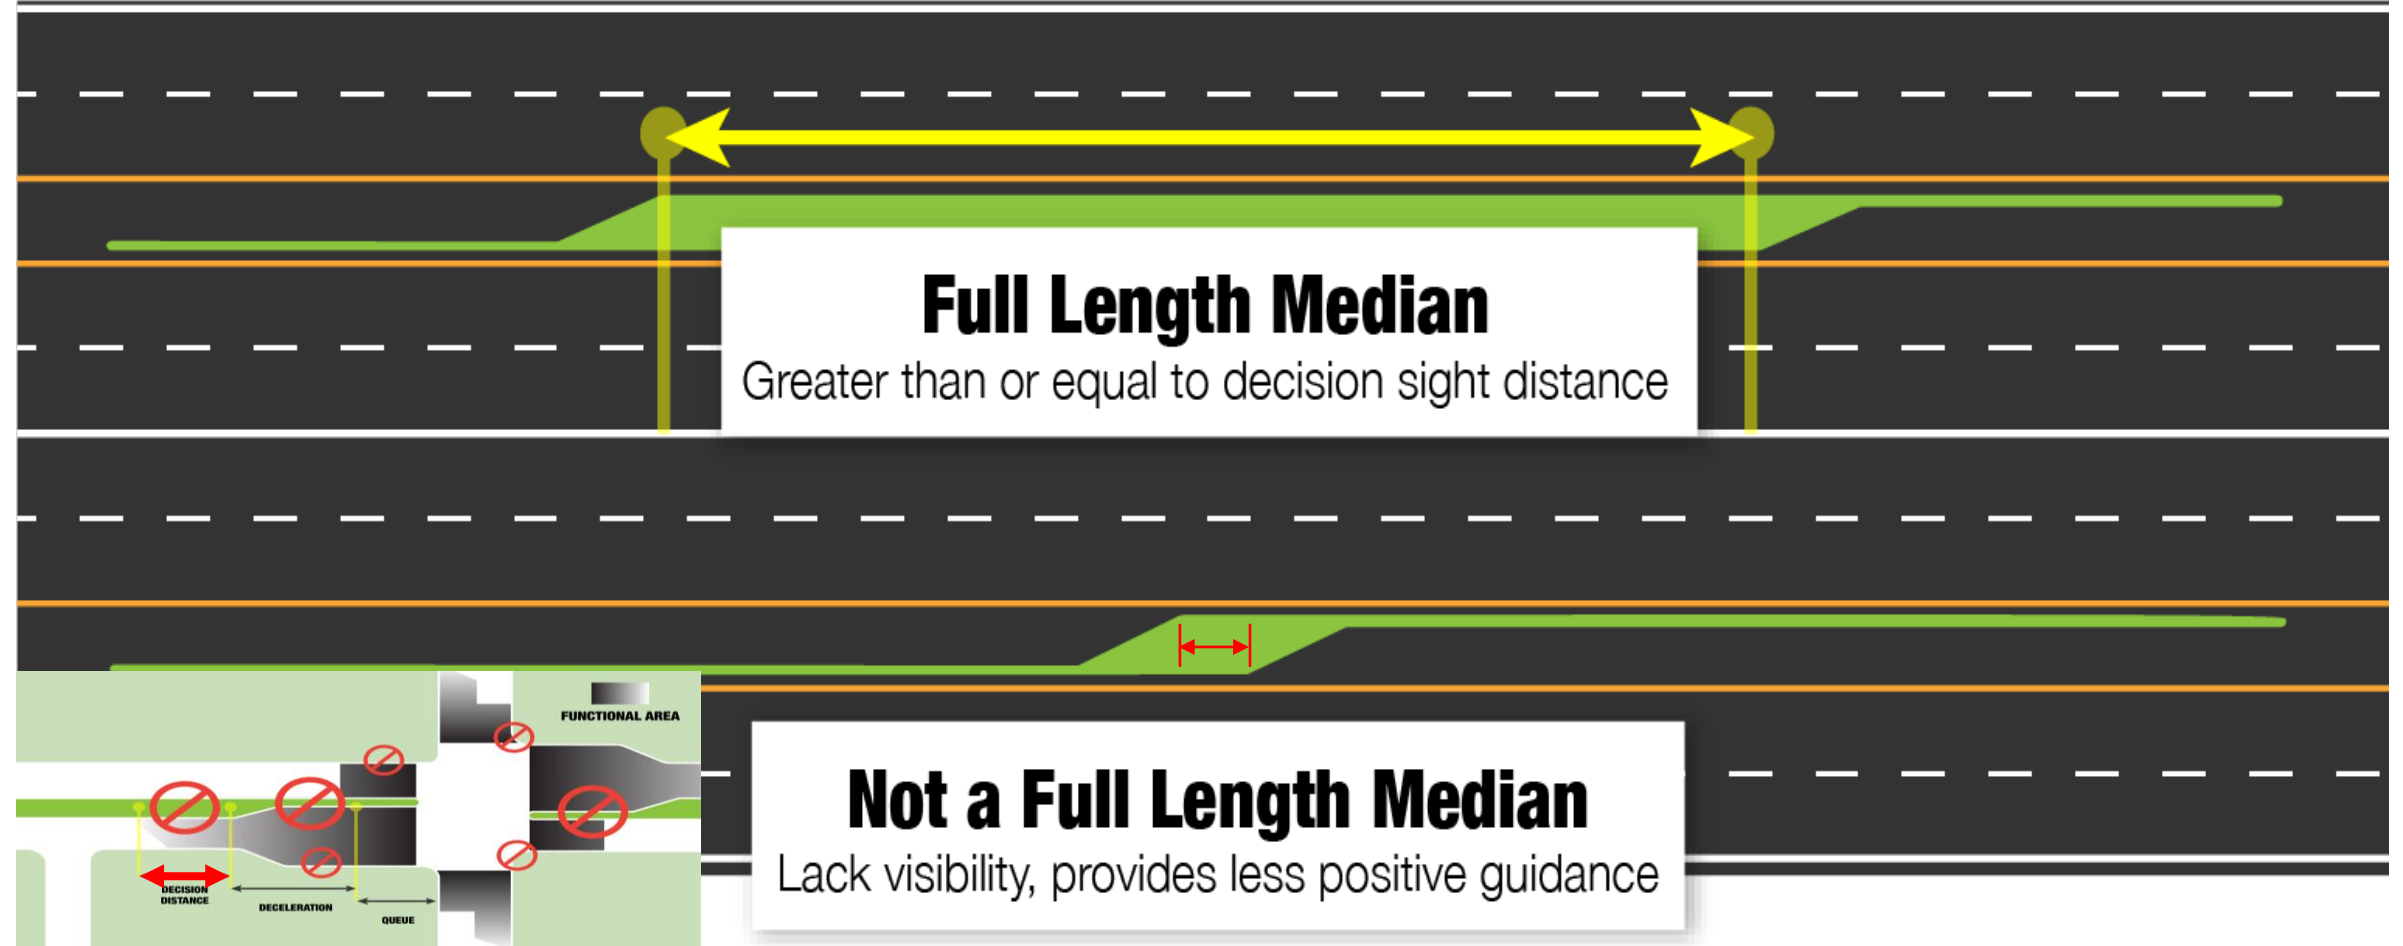 Full Length Median
Greater than or equal to decision sight distance
FUNCTIONAL AREA
Not a Full Length Median
Lack visibility, provides less positive guidance
DECISION
DISTANCE
DECELERATION
QUEUE